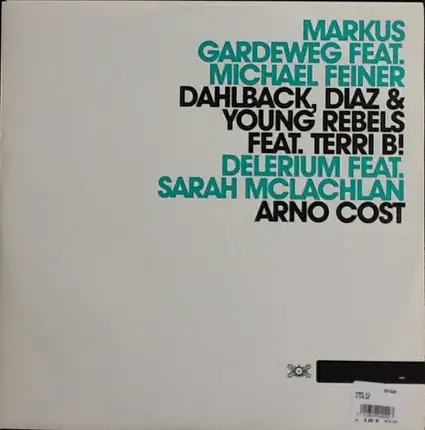 MARKUS
GARDEWEG FEAT.
MICHAEL FEINER
DAHLBACK, DIAZ &
YOUNG REBELS
FEAT. TERRI B!
DELERIUM FEAT.
SARAH MCLACHLAN
ARNO COST